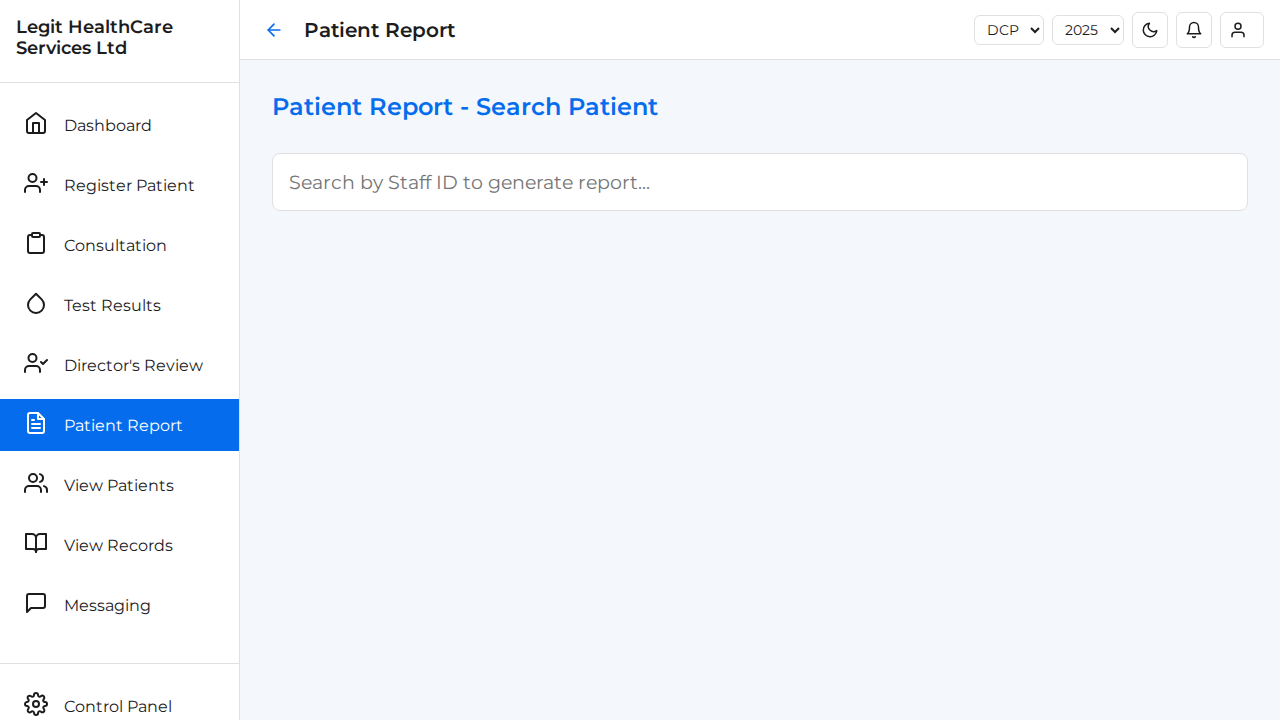 Legit HealthCare
Services Ltd
Patient Report
DCP
2025
Dashboard
Register Patient
Consultation
Test Results
Director's Review
Patient Report
View Patients
View Records
Messaging
Control Panel
Patient Report - Search Patient
Search by Staff ID to generate report...